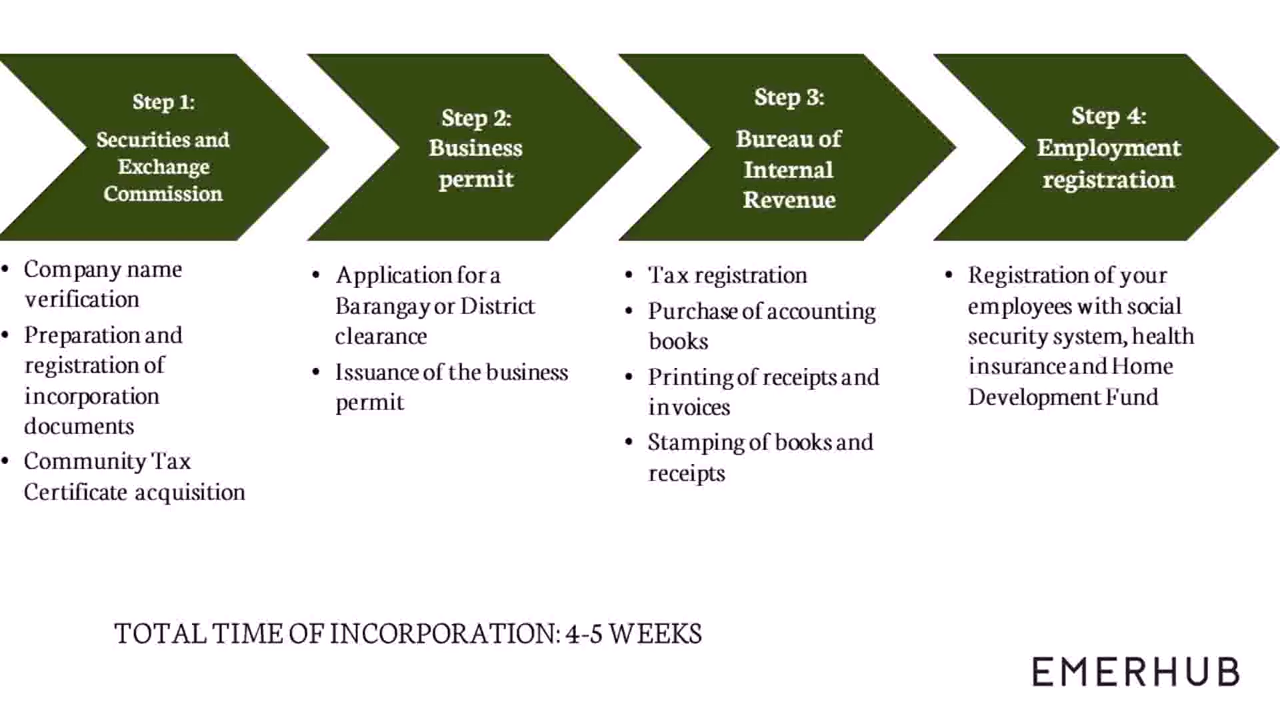 Step 1:
Securities and
Exchange
Commission
• Company name
verification
• Preparation and
registration of
incorporation
documents
• Community Tax
Certificate acquisition
Step 2:
Business
permit
• Application for a
Barangay or District
clearance
• Issuance of the business
permit
Step 3:
Bureau of
Internal
Revenue
• Tax registration
• Purchase of accounting
books
• Printing of receipts and
invoices
• Stamping of books and
receipts
Step 4:
Employment
registration
• Registration of your
employees with social
security system, health
insurance and Home
Development Fund
TOTAL TIME OF INCORPORATION: 4-5 WEEKS
EMERHUB